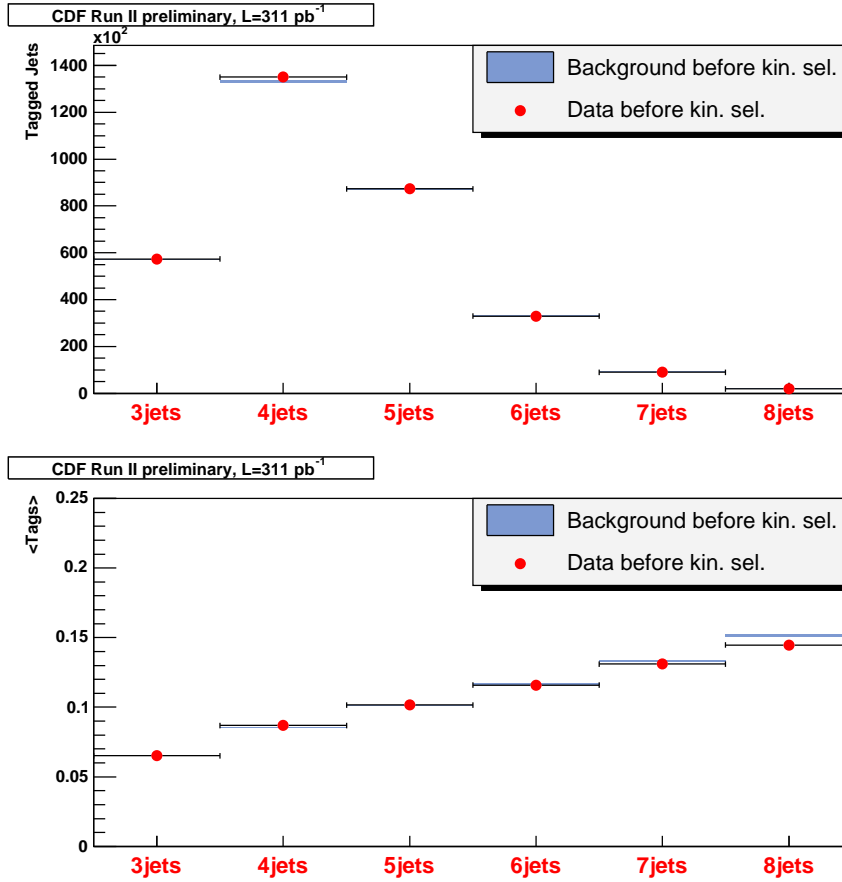 CDF Run II preliminary, L=311 pb-1
x10²
Tagged Jets
1400
1200
1000
800
600
400
200
0
Background before kin. sel.
Data before kin. sel.
3jets 4jets 5jets 6jets 7jets 8jets
CDF Run II preliminary, L=311 pb-1
<Tags>
0.25
0.2
0.15
0.1
0.05
0
Background before kin. sel.
Data before kin. sel.
3jets 4jets 5jets 6jets 7jets 8jets